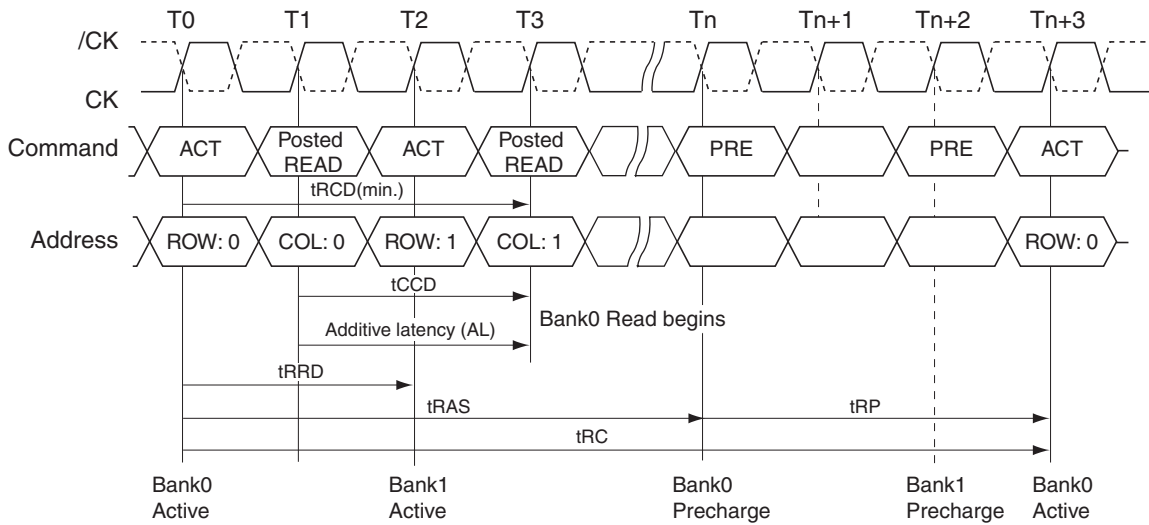 T0 T1 T2 T3 Tn Tn+1 Tn+2 Tn+3
/CK
CK
Command ACT Posted READ ACT Posted READ PRE PRE ACT
tRCD(min.)
Address ROW: 0 COL: 0 ROW: 1 COL: 1 ROW: 0
tCCD
Bank0 Read begins
Additive latency (AL)
tRRD
tRAS tRP
tRC
Bank0 Bank1 Bank0 Bank1 Bank0
Active Active Precharge Precharge Active